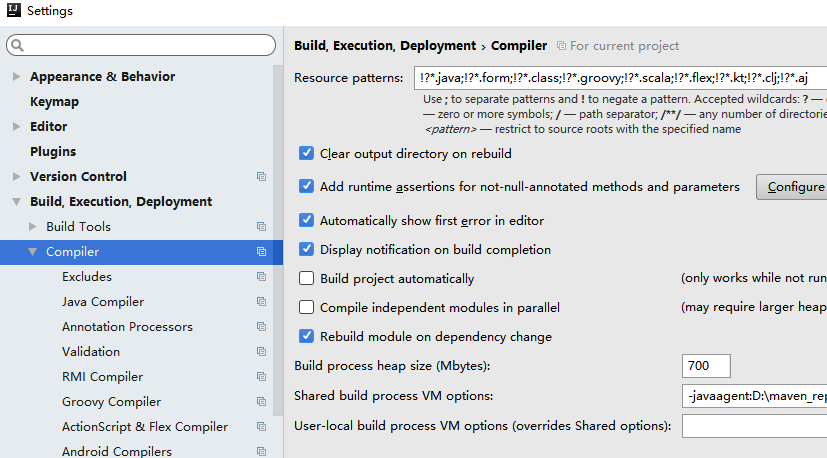 Settings
Build, Execution, Deployment › Compiler For current project
Appearance & Behavior
Keymap
Editor
Plugins
Version Control
Build, Execution, Deployment
Build Tools
Compiler
Excludes
Java Compiler
Annotation Processors
Validation
RMI Compiler
Groovy Compiler
ActionScript & Flex Compiler
Android Compilers
Resource patterns: !?*.java;!?*.form;!?*.class;!?*.groovy;!?*.scala;!?*.flex;!?*.kt;!?*.clj;!?*.aj
Use ; to separate patterns and ! to negate a pattern. Accepted wildcards: ? —
— zero or more symbols; / — path separator; /**/ — any number of directories
<pattern> — restrict to source roots with the specified name
Clear output directory on rebuild
Add runtime assertions for not-null-annotated methods and parameters Configure
Automatically show first error in editor
Display notification on build completion
Build project automatically (only works while not run
Compile independent modules in parallel (may require larger heap
Rebuild module on dependency change
Build process heap size (Mbytes): 700
Shared build process VM options: -javaagent:D:\maven_rep
User-local build process VM options (overrides Shared options):